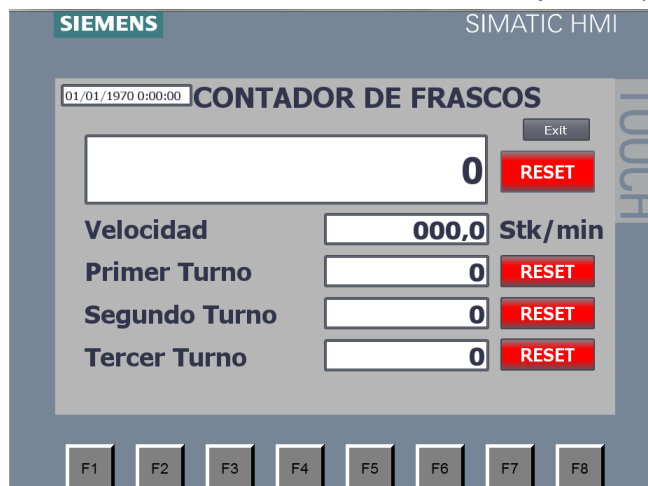 SIEMENS SIMATIC HMI
TOUCH
01/01/1970 0:00:00 CONTADOR DE FRASCOS
Exit
0 RESET
Velocidad 000,0 Stk/min
Primer Turno 0 RESET
Segundo Turno 0 RESET
Tercer Turno 0 RESET
F1 F2 F3 F4 F5 F6 F7 F8